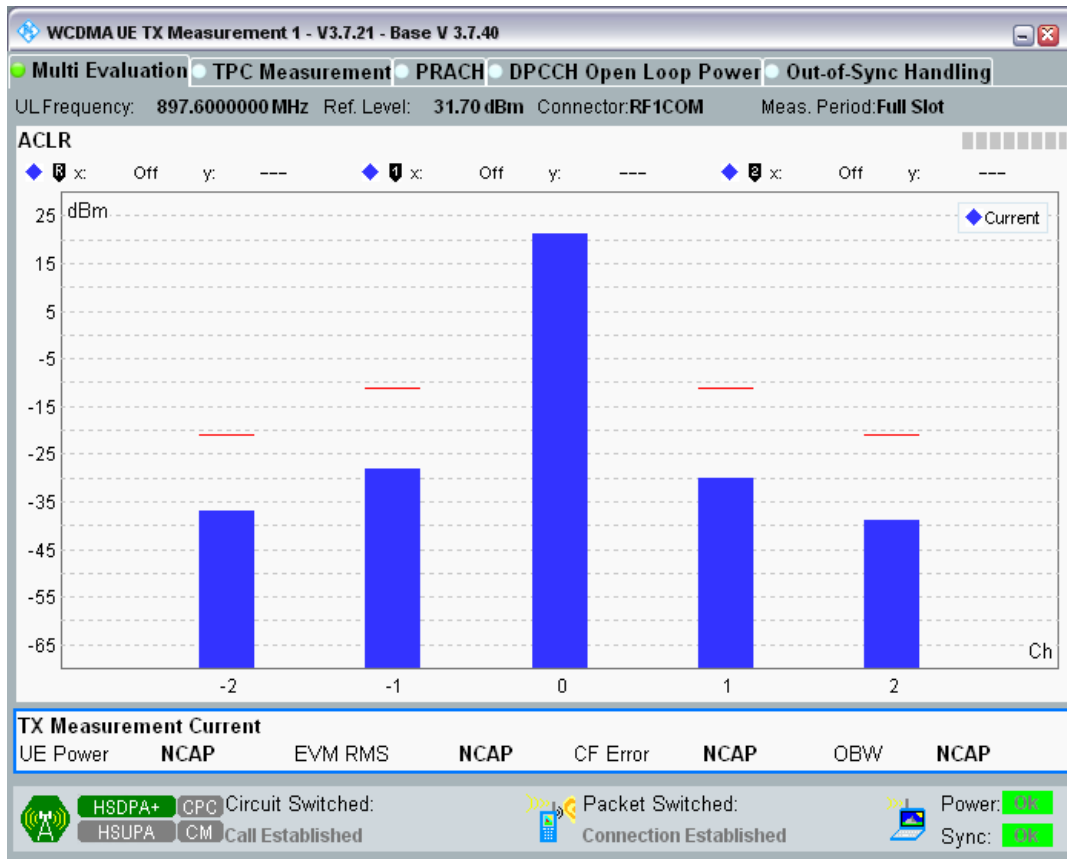 WCDMA UE TX Measurement 1 - V3.7.21 - Base V 3.7.40
Multi Evaluation TPC Measurement PRACH DPCCH Open Loop Power Out-of-Sync Handling
UL Frequency: 897.6000000 MHz Ref. Level: 31.70 dBm Connector: RF1COM Meas. Period: Full Slot
ACLR
R x: Off y: --- 1 x: Off y: --- 2 x: Off y: ---
dBm
Current
25
15
5
-5
-15
-25
-35
-45
-55
-65
Ch
-2 -1 0 1 2
TX Measurement Current
UE Power NCAP EVM RMS NCAP CF Error NCAP OBW NCAP
HSDPA+ CPC Circuit Switched: Packet Switched: Power: Ok
HSUPA CM Call Established Connection Established Sync: Ok